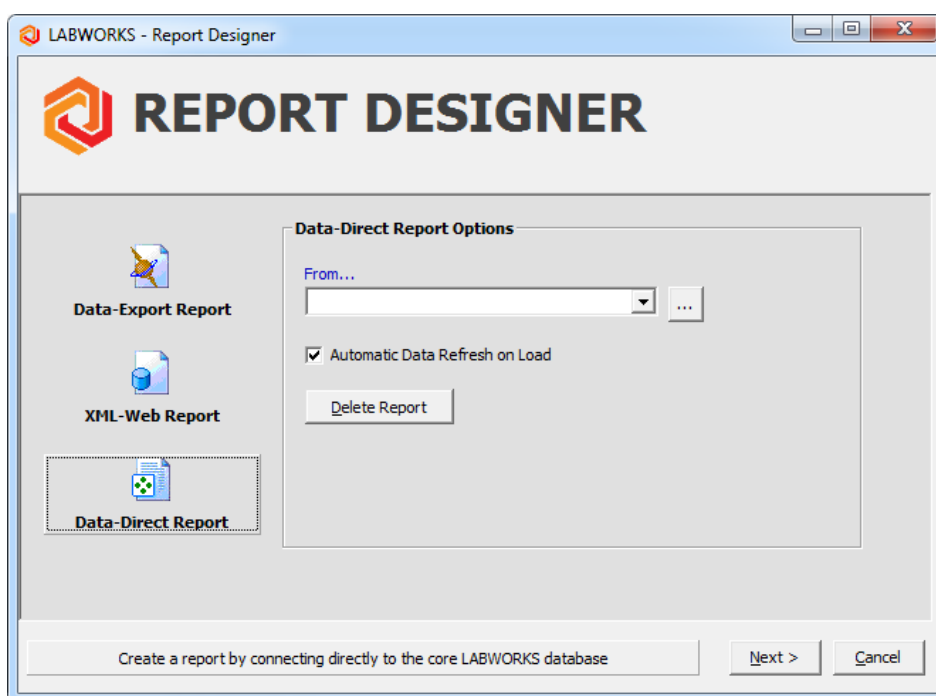 LABWORKS - Report Designer
REPORT DESIGNER
Data-Export Report
XML-Web Report
Data-Direct Report
Data-Direct Report Options
From...
...
Automatic Data Refresh on Load
Delete Report
Create a report by connecting directly to the core LABWORKS database
Next >
Cancel